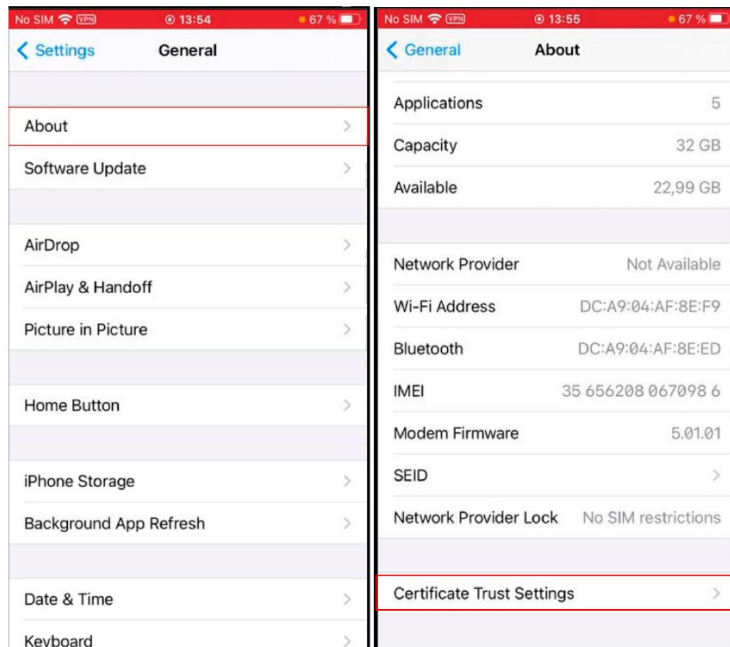 No SIM VPN 13:54 67 %
Settings General
About
Software Update
AirDrop
AirPlay & Handoff
Picture in Picture
Home Button
iPhone Storage
Background App Refresh
Date & Time
Keyboard
No SIM VPN 13:55 67 %
General About
Applications 5
Capacity 32 GB
Available 22,99 GB
Network Provider Not Available
Wi-Fi Address DC:A9:04:AF:8E:F9
Bluetooth DC:A9:04:AF:8E:ED
IMEI 35 656208 067098 6
Modem Firmware 5.01.01
SEID
Network Provider Lock No SIM restrictions
Certificate Trust Settings